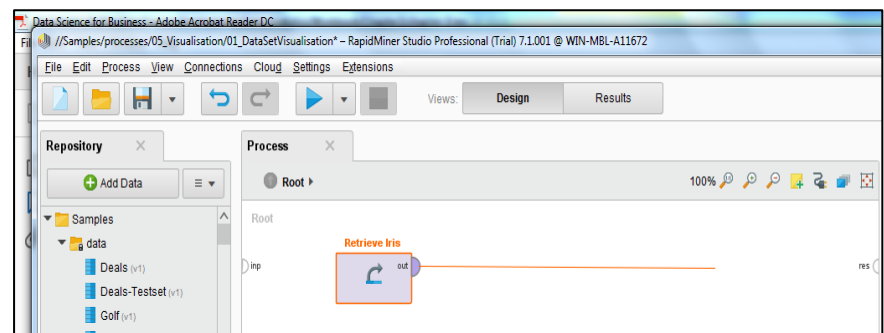 Data Science for Business - Adobe Acrobat Reader DC
//Samples/processes/05_Visualisation/01_DataSetVisualisation* – RapidMiner Studio Professional (Trial) 7.1.001 @ WIN-MBL-A11672
File Edit Process View Connections Cloud Settings Extensions
Views: Design Results
Repository
Process
Add Data
Root
100%
Samples
Root
data
Retrieve Iris
Deals (v1)
inp
out
res
Deals-Testset (v1)
Golf (v1)